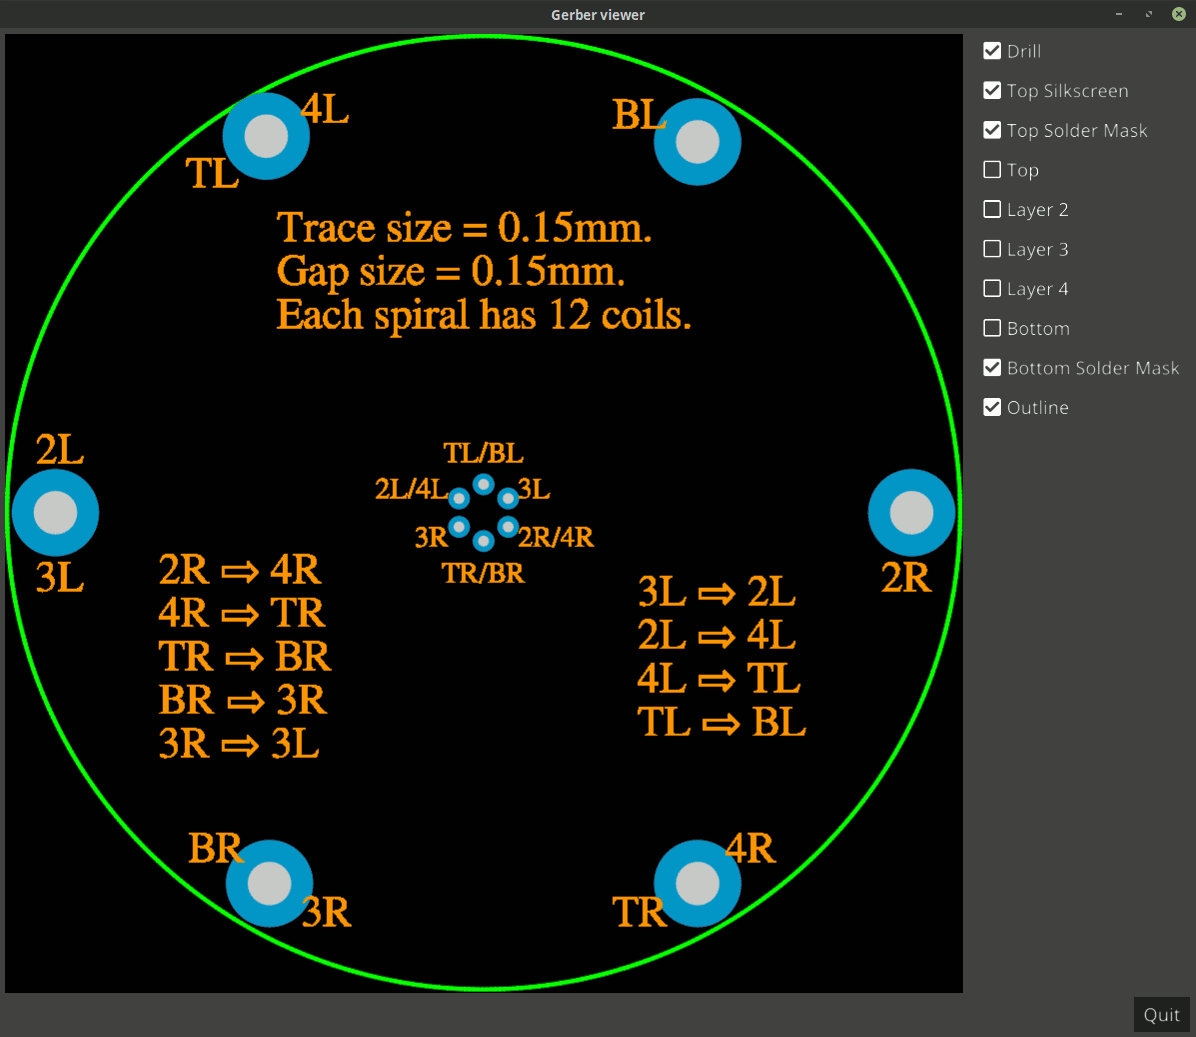 Gerber viewer
4L
BL
TL
Trace size = 0.15mm.
Gap size = 0.15mm.
Each spiral has 12 coils.
2L
TL/BL
2L/4L
3L
3R
2R/4R
TR/BR
3L
2R
2R ⇨ 4R
4R ⇨ TR
TR ⇨ BR
BR ⇨ 3R
3R ⇨ 3L
3L ⇨ 2L
2L ⇨ 4L
4L ⇨ TL
TL ⇨ BL
BR
4R
3R
TR
Drill
Top Silkscreen
Top Solder Mask
Top
Layer 2
Layer 3
Layer 4
Bottom
Bottom Solder Mask
Outline
Quit